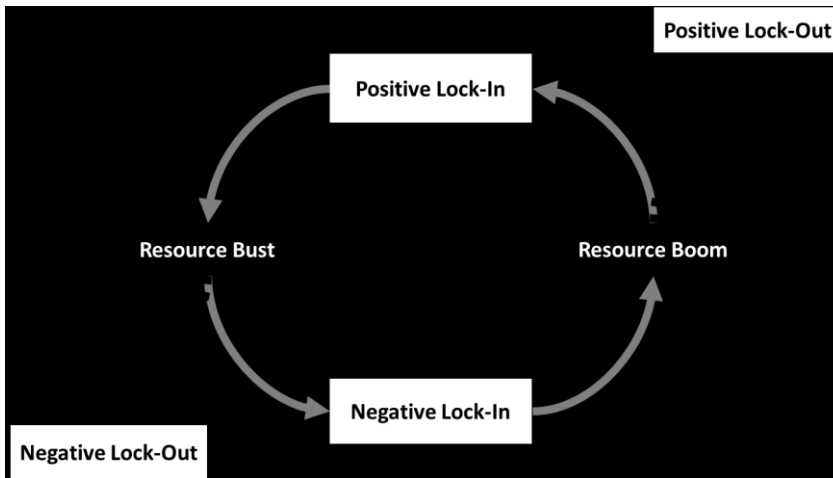 Positive Lock-Out
Positive Lock-In
Resource Bust
Resource Boom
Negative Lock-In
Negative Lock-Out